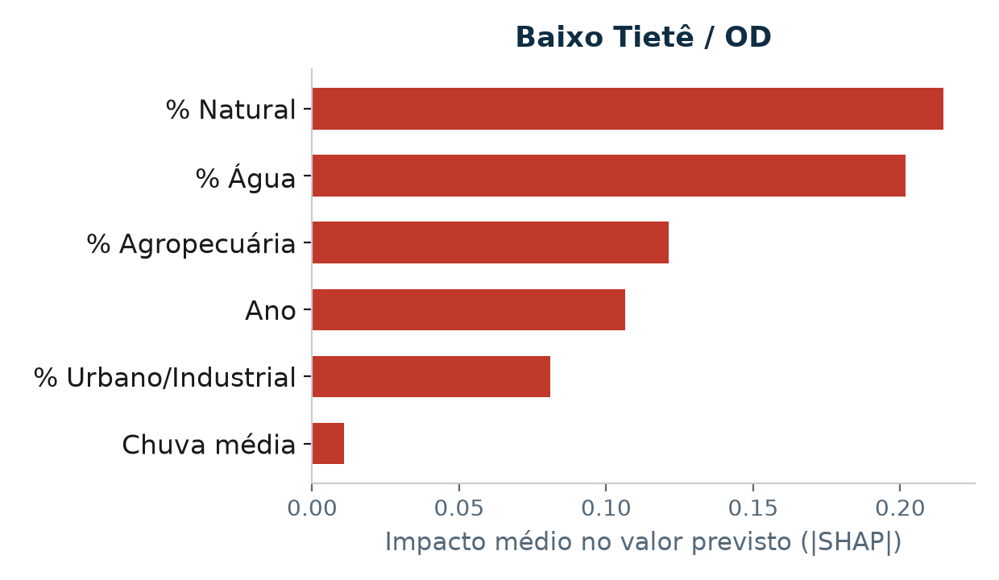 Baixo Tietê / OD
% Natural
% Água
% Agropecuária
Ano
% Urbano/Industrial
Chuva média
0.00 0.05 0.10 0.15 0.20
Impacto médio no valor previsto (|SHAP|)